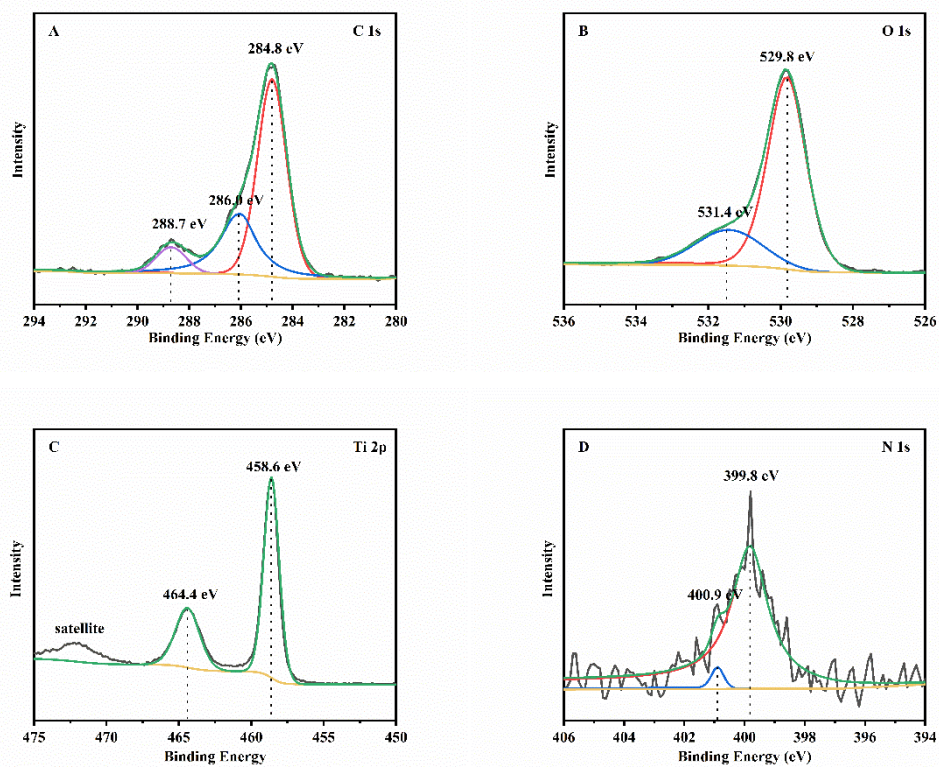 A
C 1s
284.8 eV
286.0 eV
288.7 eV
Intensity
294 292 290 288 286 284 282 280
Binding Energy (eV)
B
O 1s
529.8 eV
531.4 eV
Intensity
536 534 532 530 528 526
Binding Energy (eV)
C
Ti 2p
458.6 eV
464.4 eV
satellite
Intensity
475 470 465 460 455 450
Binding Energy
D
N 1s
399.8 eV
400.9 eV
Intensity
406 404 402 400 398 396 394
Binding Energy (eV)